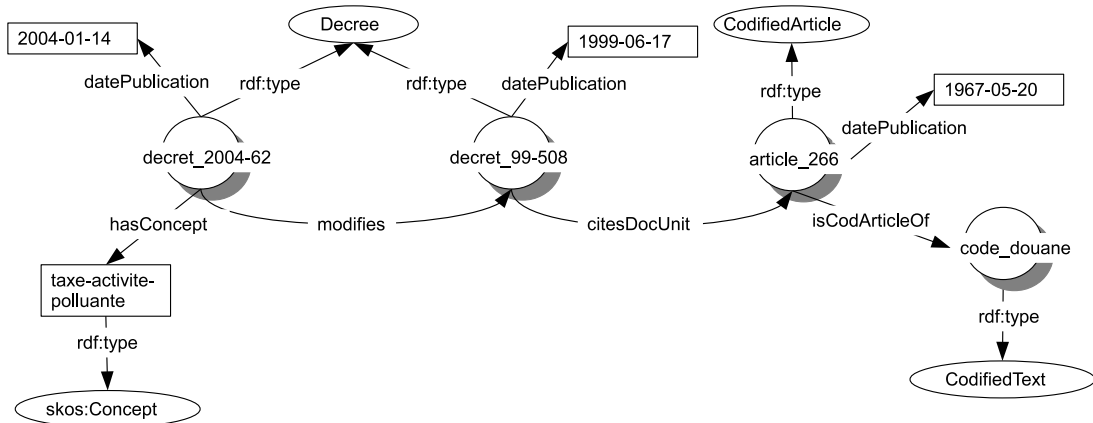 Decree
CodifiedArticle
2004-01-14
1999-06-17
datePublication
rdf:type
rdf:type
datePublication
rdf:type
1967-05-20
datePublication
decret_2004-62
decret_99-508
article_266
hasConcept
modifies
citesDocUnit
isCodArticleOf
code_douane
taxe-activite-
polluante
rdf:type
rdf:type
skos:Concept
CodifiedText